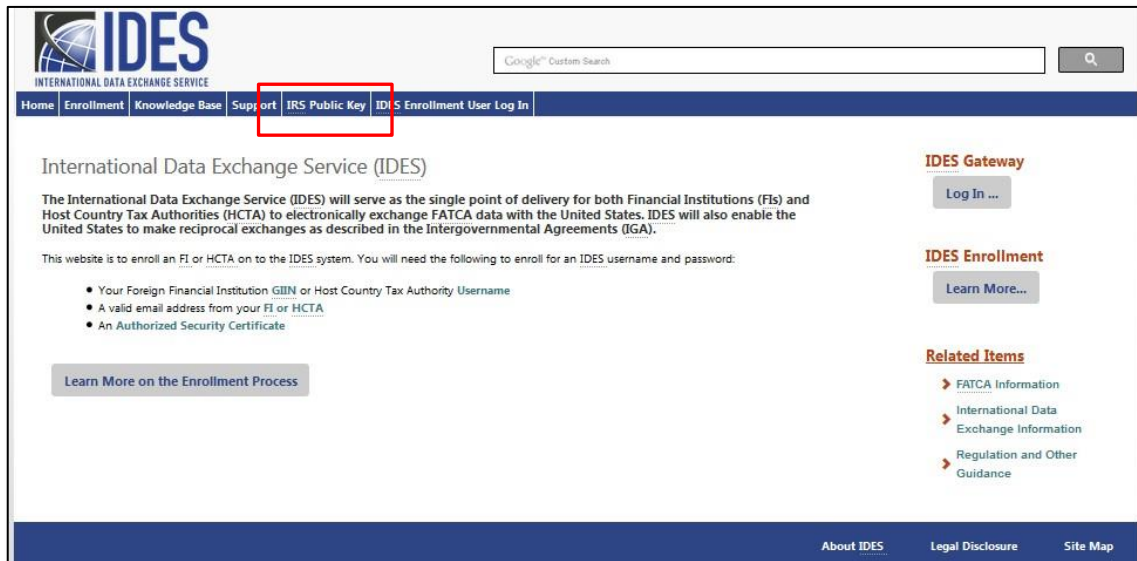 IDES
INTERNATIONAL DATA EXCHANGE SERVICE
Google™ Custom Search
Home Enrollment Knowledge Base Support IRS Public Key IDES Enrollment User Log In
International Data Exchange Service (IDES)
The International Data Exchange Service (IDES) will serve as the single point of delivery for both Financial Institutions (FIs) and
Host Country Tax Authorities (HCTA) to electronically exchange FATCA data with the United States. IDES will also enable the
United States to make reciprocal exchanges as described in the Intergovernmental Agreements (IGA).
This website is to enroll an FI or HCTA on to the IDES system. You will need the following to enroll for an IDES username and password:
• Your Foreign Financial Institution GIIN or Host Country Tax Authority Username
• A valid email address from your FI or HCTA
• An Authorized Security Certificate
Learn More on the Enrollment Process
IDES Gateway
Log In ...
IDES Enrollment
Learn More...
Related Items
FATCA Information
International Data
Exchange Information
Regulation and Other
Guidance
About IDES Legal Disclosure Site Map